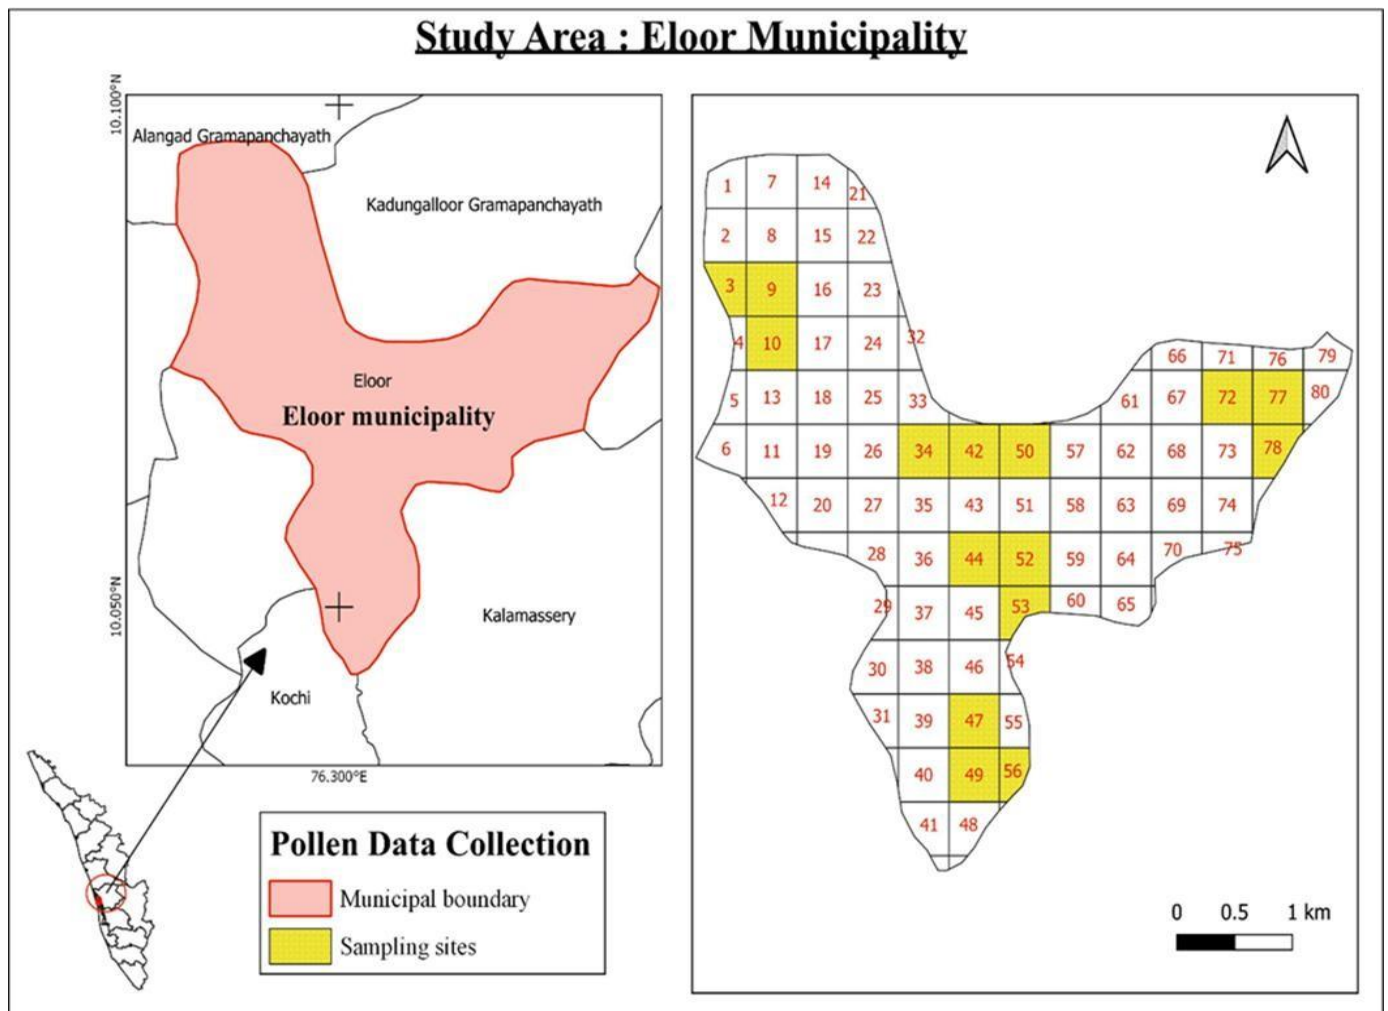 Study Area : Eloor Municipality
10.100°N
Alangad Gramapanchayath
Kadungalloor Gramapanchayath
Eloor
Eloor municipality
10.050°N
Kalamassery
Kochi
76.300°E
Pollen Data Collection
Municipal boundary
Sampling sites
1 7 14 21
2 8 15 22
3 9 16 23
4 10 17 24 32 66 71 76 79
5 13 18 25 33 61 67 72 77 80
6 11 19 26 34 42 50 57 62 68 73 78
12 20 27 35 43 51 58 63 69 74
28 36 44 52 59 64 70 75
29 37 45 53 60 65
30 38 46 54
31 39 47 55
40 49 56
41 48
0 0.5 1 km